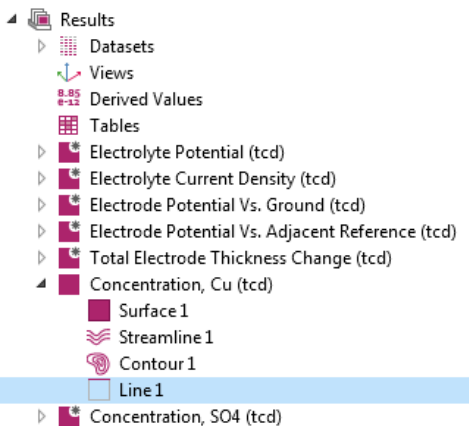 Results
Datasets
Views
8.85
e-12 Derived Values
Tables
Electrolyte Potential (tcd)
Electrolyte Current Density (tcd)
Electrode Potential Vs. Ground (tcd)
Electrode Potential Vs. Adjacent Reference (tcd)
Total Electrode Thickness Change (tcd)
Concentration, Cu (tcd)
Surface 1
Streamline 1
Contour 1
Line 1
Concentration, SO4 (tcd)